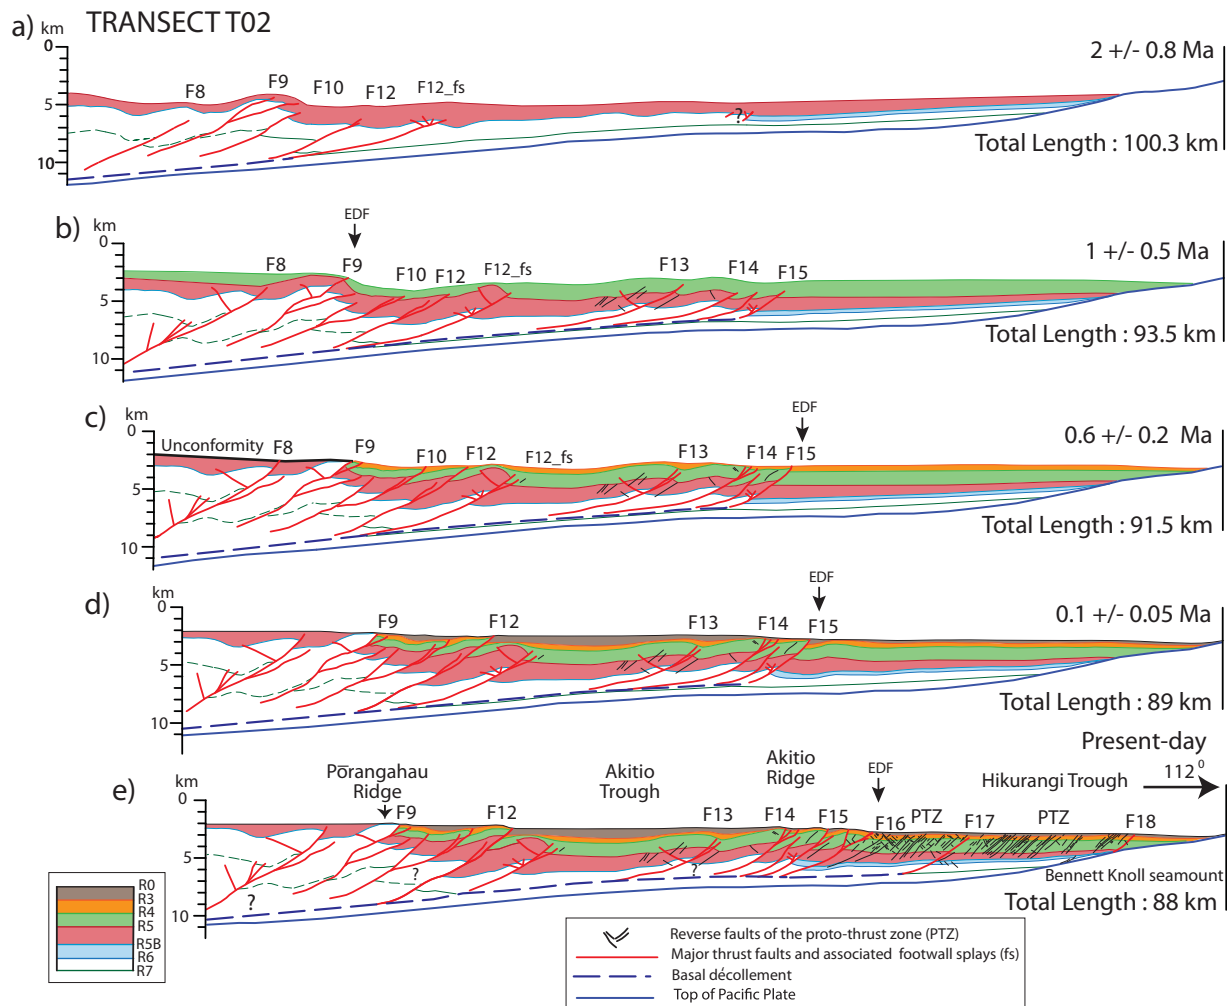 a) TRANSECT T02
km
0
5
10
F8 F9 F10 F12 F12_fs
?
2 +/- 0.8 Ma
Total Length : 100.3 km
b)
km
0
5
10
EDF
F8 F9 F10 F12 F12_fs F13 F14 F15
1 +/- 0.5 Ma
Total Length : 93.5 km
c)
km
0
5
10
EDF
Unconformity F8 F9 F10 F12 F12_fs F13 F14 F15
0.6 +/- 0.2 Ma
Total Length : 91.5 km
d)
km
0
5
10
EDF
F9 F12 F13 F14 F15
0.1 +/- 0.05 Ma
Total Length : 89 km
Present-day
112⁰
Hikurangi Trough
e)
km
0
5
10
Pōrangahau
Ridge
Akitio
Trough
Akitio
Ridge
EDF
F9 F12 F13 F14 F15 F16 PTZ F17 PTZ F18
?
?
?
Bennett Knoll seamount
Total Length : 88 km
R0
R3
R4
R5
R5B
R6
R7
Reverse faults of the proto-thrust zone (PTZ)
Major thrust faults and associated footwall splays (fs)
Basal décollement
Top of Pacific Plate